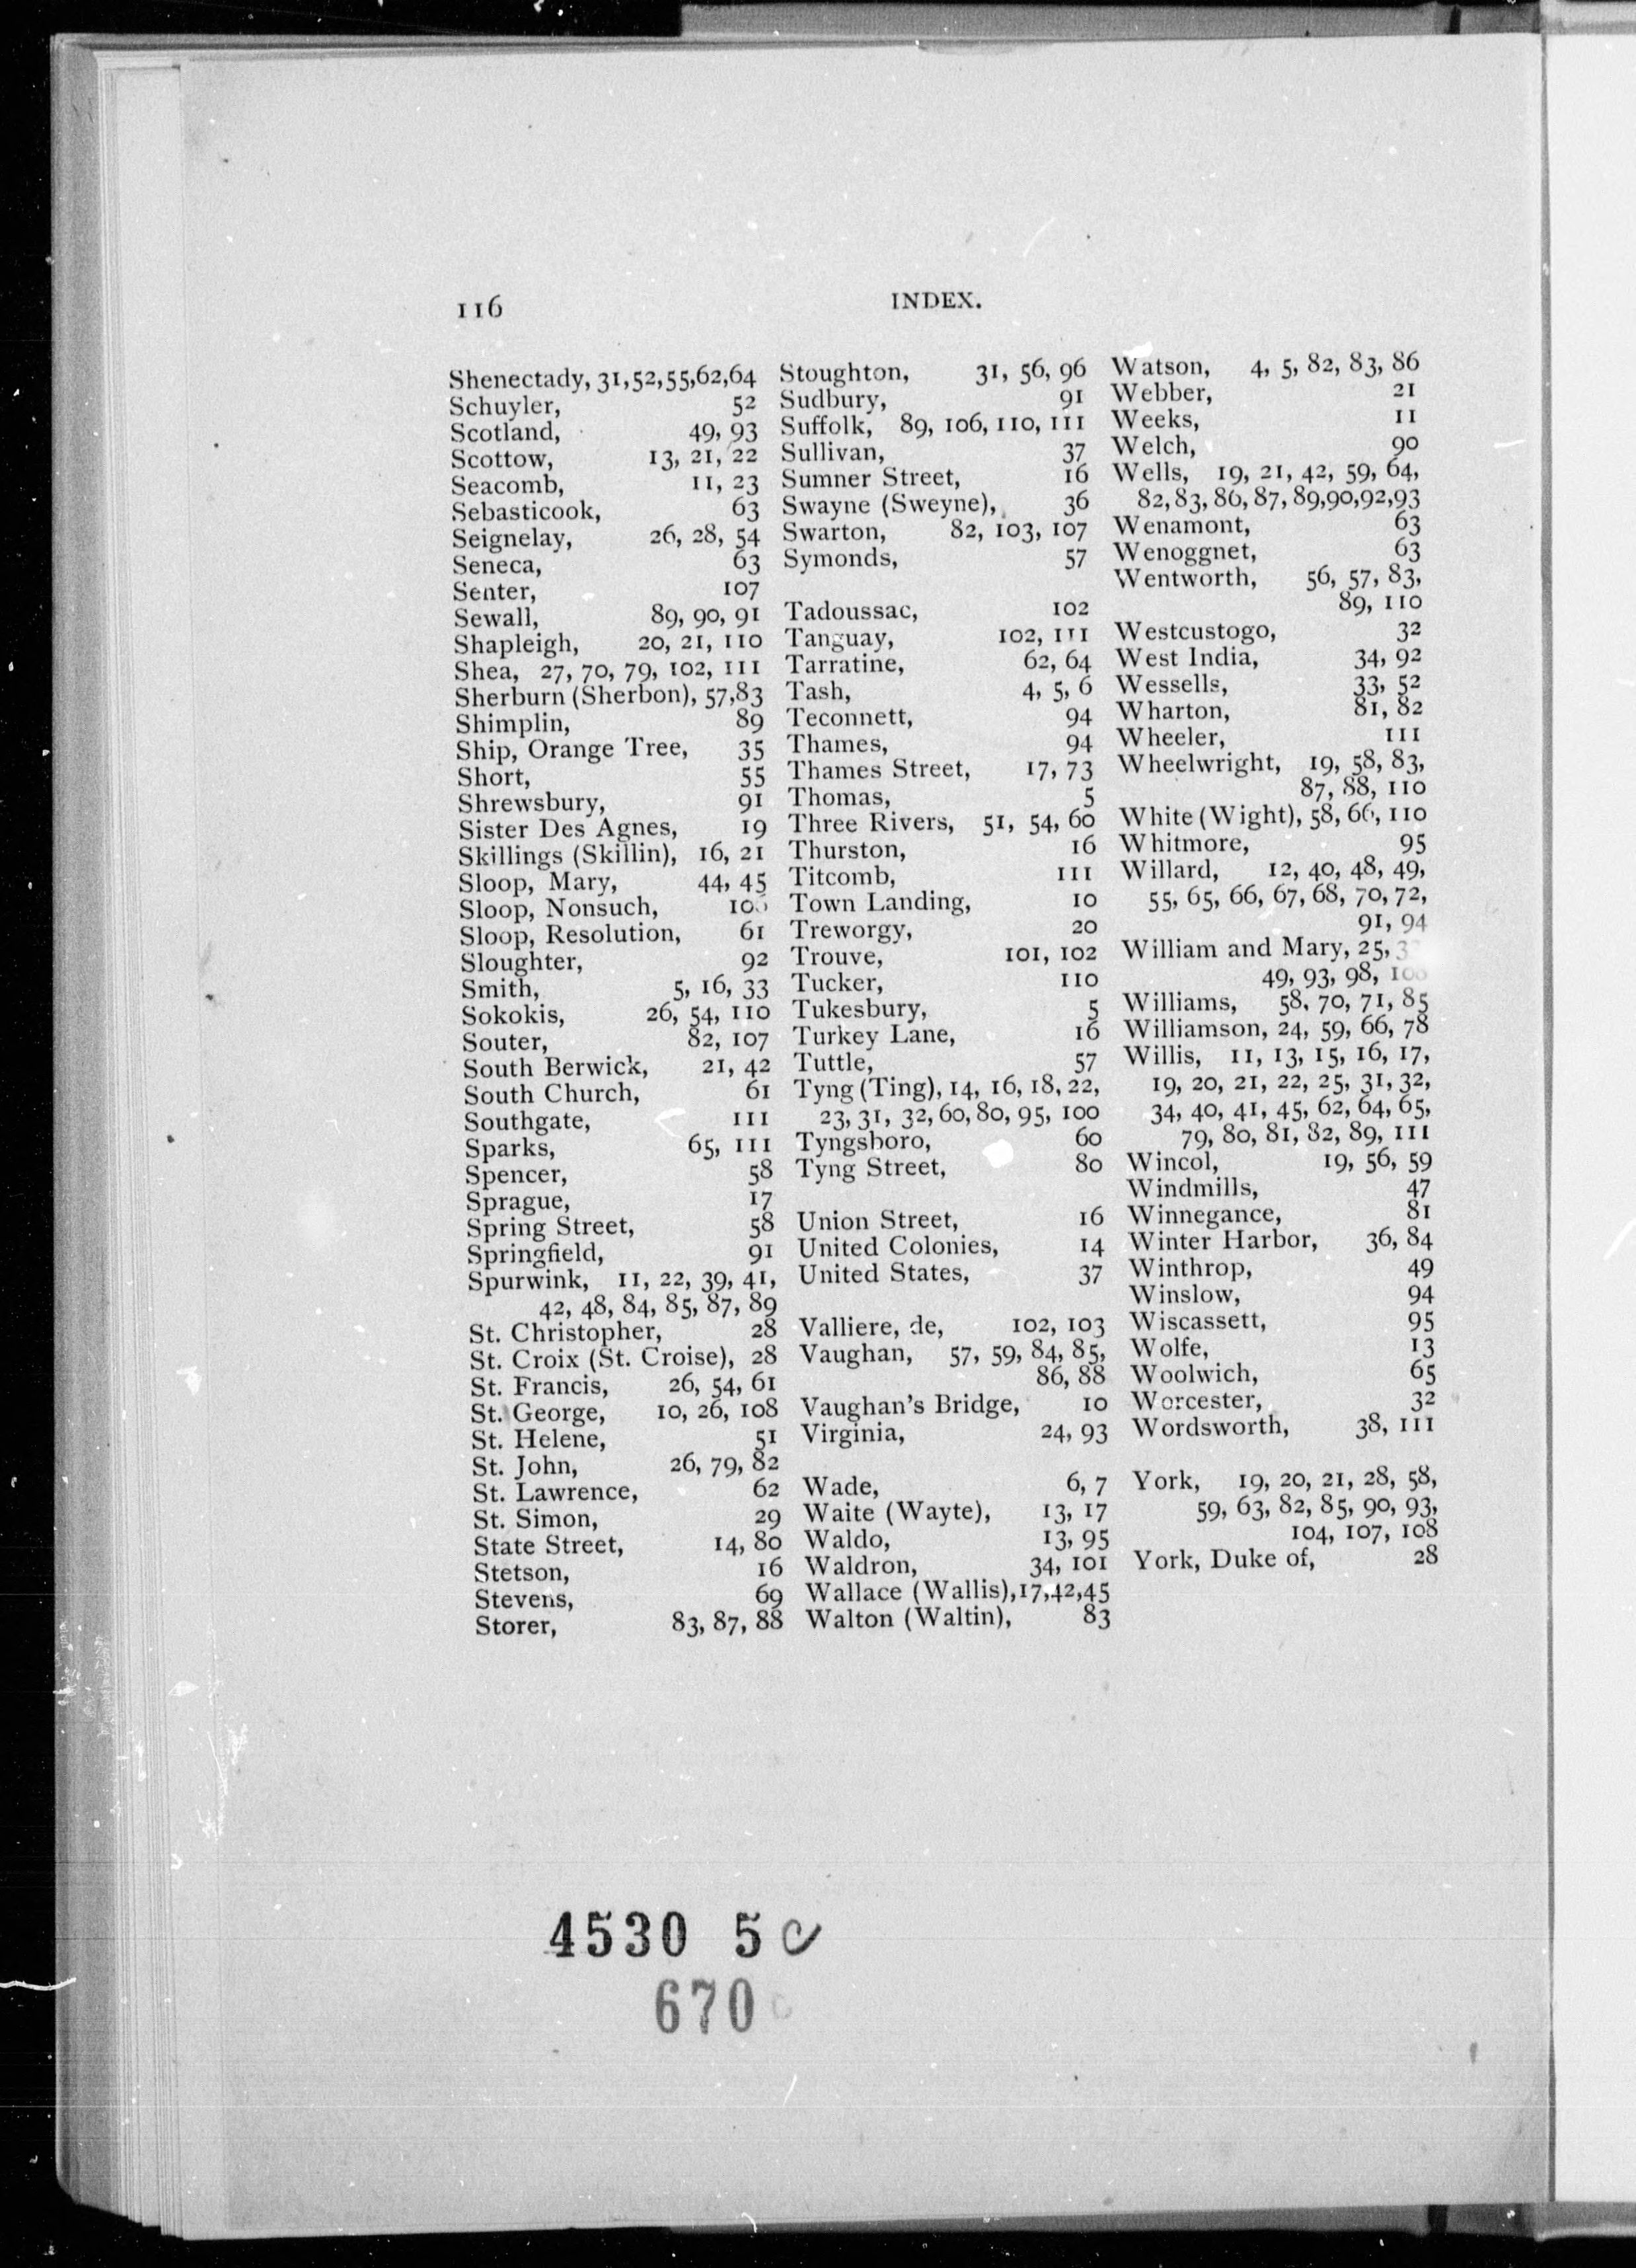 116
INDEX.
Shenectady, 31,52,55,62,64
Schuyler, 52
Scotland, 49, 93
Scottow, 13, 21, 22
Seacomb, 11, 23
Sebasticook, 63
Seignelay, 26, 28, 54
Seneca, 63
Senter, 107
Sewall, 89, 90, 91
Shapleigh, 20, 21, 110
Shea, 27, 70, 79, 102, 111
Sherburn (Sherbon), 57,83
Shimplin, 89
Ship, Orange Tree, 35
Short, 55
Shrewsbury, 91
Sister Des Agnes, 19
Skillings (Skillin), 16, 21
Sloop, Mary, 44, 45
Sloop, Nonsuch,
Sloop, Resolution, 61
Sloughter, 92
Smith, 5, 16, 33
Sokokis, 26, 54, 110
Souter, 82, 107
South Berwick, 21, 42
South Church, 61
Southgate, 111
Sparks, 65, 111
Spencer, 58
Sprague, 17
Spring Street, 58
Springfield, 91
Spurwink, 11, 22, 39, 41,
42, 48, 84, 85, 87, 89
St. Christopher, 28
St. Croix (St. Croise), 28
St. Francis, 26, 54, 61
St. George, 10, 26, 108
St. Helene, 51
St. John, 26, 79, 82
St. Lawrence, 62
St. Simon, 29
State Street, 14, 80
Stetson, 16
Stevens, 69
Storer, 83, 87, 88
Stoughton, 31, 56, 96
Sudbury, 91
Suffolk, 89, 106, 110, 111
Sullivan, 37
Sumner Street, 16
Swayne (Sweyne), 36
Swarton, 82, 103, 107
Symonds, 57
Tadoussac, 102
Tanguay, 102, 111
Tarratine, 62, 64
Tash, 4, 5, 6
Teconnett, 94
Thames, 94
Thames Street, 17, 73
Thomas, 5
Three Rivers, 51, 54, 60
Thurston, 16
Titcomb, 111
Town Landing, 10
Treworgy, 20
Trouve, 101, 102
Tucker, 110
Tukesbury, 5
Turkey Lane, 16
Tuttle, 57
Tyng (Ting), 14, 16, 18, 22,
23, 31, 32, 60, 80, 95, 100
Tyngsboro, 60
Tyng Street, 80
Union Street, 16
United Colonies, 14
United States, 37
Valliere, de, 102, 103
Vaughan, 57, 59, 84, 85,
86, 88
Vaughan's Bridge, 10
Virginia, 24, 93
Wade, 6, 7
Waite (Wayte), 13, 17
Waldo, 13, 95
Waldron, 34, 101
Wallace (Wallis),17,42,45
Walton (Waltin), 83
Watson, 4, 5, 82, 83, 86
Webber, 21
Weeks, 11
Welch, 90
Wells, 19, 21, 42, 59, 64,
82, 83, 86, 87, 89,90,92,93
Wenamont, 63
Wenoggnet, 63
Wentworth, 56, 57, 83,
89, 110
Westcustogo, 32
West India, 34, 92
Wessells, 33, 52
Wharton, 81, 82
Wheeler, 111
Wheelwright, 19, 58, 83,
87, 88, 110
White (Wight), 58, 66, 110
Whitmore, 95
Willard, 12, 40, 48, 49,
55, 65, 66, 67, 68, 70, 72,
91, 94
William and Mary, 25,
49, 93, 98,
Williams, 58, 70, 71, 85
Williamson, 24, 59, 66, 78
Willis, 11, 13, 15, 16, 17,
19, 20, 21, 22, 25, 31, 32,
34, 40, 41, 45, 62, 64, 65,
79, 80, 81, 82, 89, 111
Wincol, 19, 56, 59
Windmills, 47
Winnegance, 81
Winter Harbor, 36, 84
Winthrop, 49
Winslow, 94
Wiscassett, 95
Wolfe, 13
Woolwich, 65
Worcester, 32
Wordsworth, 38, 111
York, 19, 20, 21, 28, 58,
59, 63, 82, 85, 90, 93,
104, 107, 108
York, Duke of, 28
4530 5
670